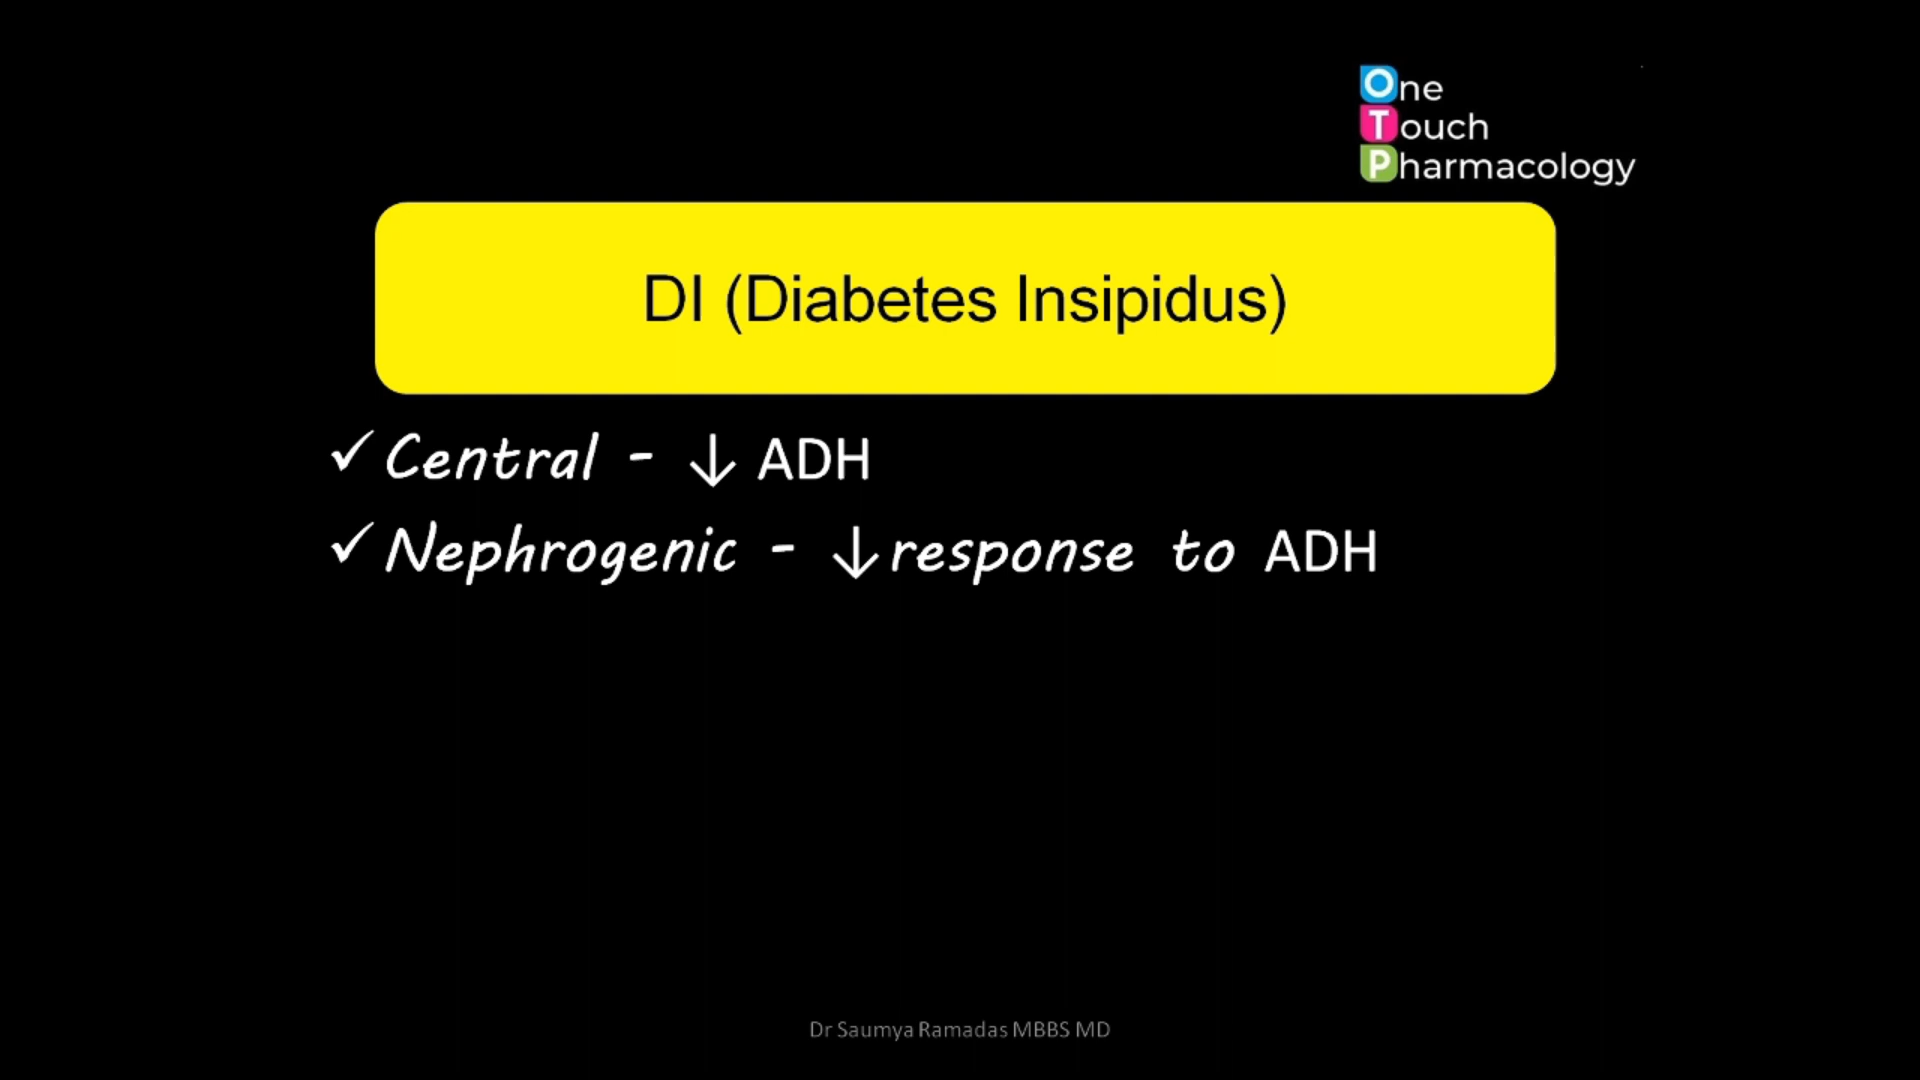 One
Touch
Pharmacology
DI (Diabetes Insipidus)
✓ Central - ↓ ADH
✓ Nephrogenic - ↓response to ADH
Dr Saumya Ramadas MBBS MD